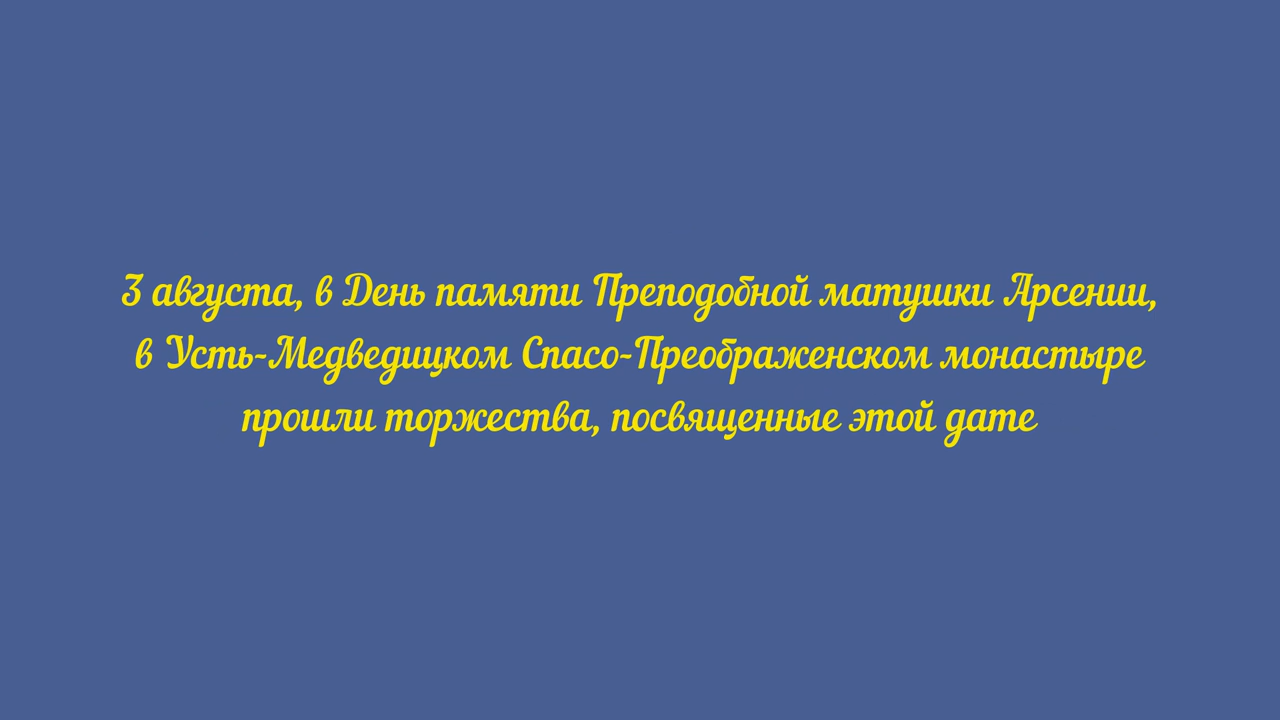 3 августа, в День памяти Преподобной матушки Арсении,
в Усть-Медведицком Спасо-Преображенском монастыре
прошли торжества, посвященные этой дате